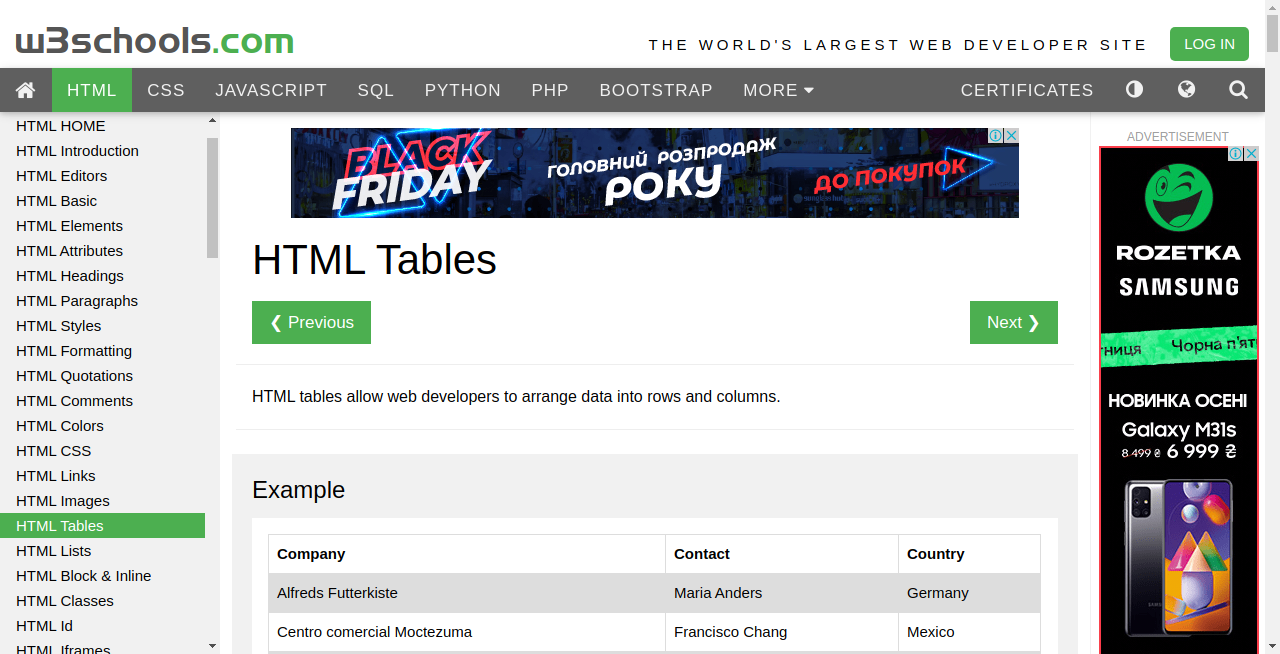 w3schools.com
THE WORLD'S LARGEST WEB DEVELOPER SITE
LOG IN
HTML
CSS
JAVASCRIPT
SQL
PYTHON
PHP
BOOTSTRAP
MORE
CERTIFICATES
HTML HOME
HTML Introduction
HTML Editors
HTML Basic
HTML Elements
HTML Attributes
HTML Headings
HTML Paragraphs
HTML Styles
HTML Formatting
HTML Quotations
HTML Comments
HTML Colors
HTML CSS
HTML Links
HTML Images
HTML Tables
HTML Lists
HTML Block & Inline
HTML Classes
HTML Id
HTML Iframes
BLACK
FRIDAY
ГОЛОВНИЙ РОЗПРОДАЖ
РОКУ
ДО ПОКУПОК
HTML Tables
❮ Previous
Next ❯
HTML tables allow web developers to arrange data into rows and columns.
Example
Company Contact Country
Alfreds Futterkiste Maria Anders Germany
Centro comercial Moctezuma Francisco Chang Mexico
ADVERTISEMENT
ROZETKA
SAMSUNG
тниця Чорна п'ят
НОВИНКА ОСЕНІ
Galaxy M31s
8 499 ₴ 6 999 ₴